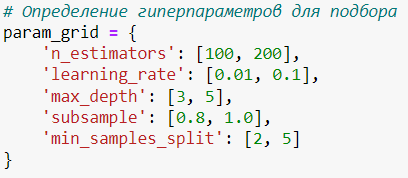 # Определение гиперпараметров для подбора
param_grid = {
    'n_estimators': [100, 200],
    'learning_rate': [0.01, 0.1],
    'max_depth': [3, 5],
    'subsample': [0.8, 1.0],
    'min_samples_split': [2, 5]
}